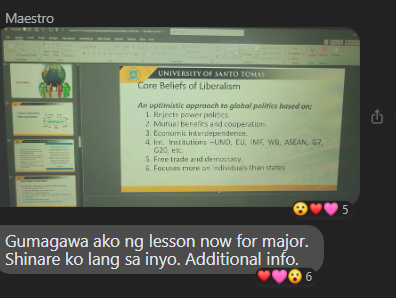 Maestro
UNIVERSITY OF SANTO TOMAS
Core Beliefs of Liberalism
An optimistic approach to global politics based on;
1. Rejects power politics.
2. Mutual Benefits and cooperation.
3. Economic interdependence.
4. Int. Institutions –UNO, EU, IMF, WB, ASEAN, G7,
G20, etc.
5. Free trade and democracy.
6. Focuses more on individuals than states
5
Gumagawa ako ng lesson now for major.
Shinare ko lang sa inyo. Additional info.
6